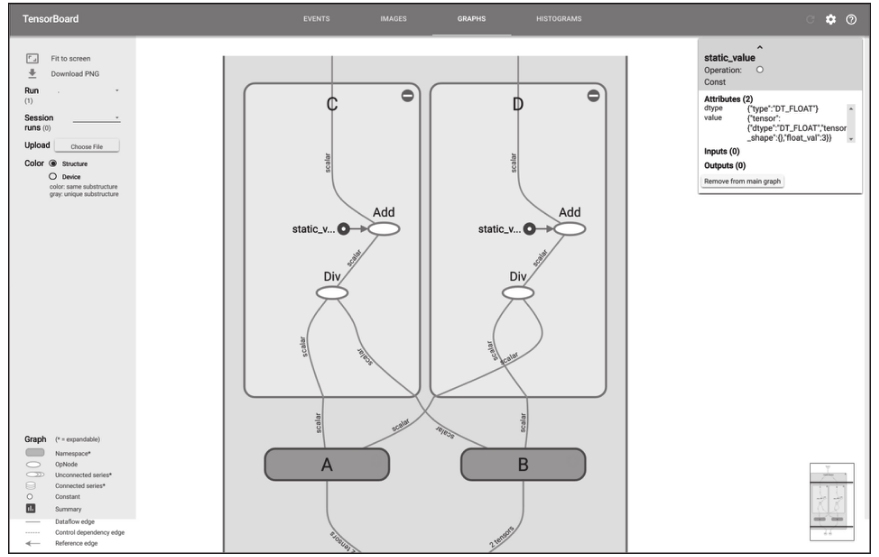 TensorBoard
EVENTS
IMAGES
GRAPHS
HISTOGRAMS
Fit to screen
Download PNG
Run
(1)
Session
runs (0)
Upload
Choose File
Color
Structure
Device
color: same substructure
gray: unique substructure
Graph (* = expandable)
Namespace*
OpNode
Unconnected series*
Connected series*
Constant
Summary
Dataflow edge
Control dependency edge
Reference edge
C
scalar
Add
static_v...
scalar
Div
scalar
scalar
D
scalar
Add
static_v...
scalar
Div
scalar
scalar
scalar
scalar
scalar
scalar
A
B
2 tensors
static_value
Operation:
Const
Attributes (2)
dtype {"type":"DT_FLOAT"}
value {"tensor":
{"dtype":"DT_FLOAT","tensor
_shape":{},"float_val":3}}
Inputs (0)
Outputs (0)
Remove from main graph